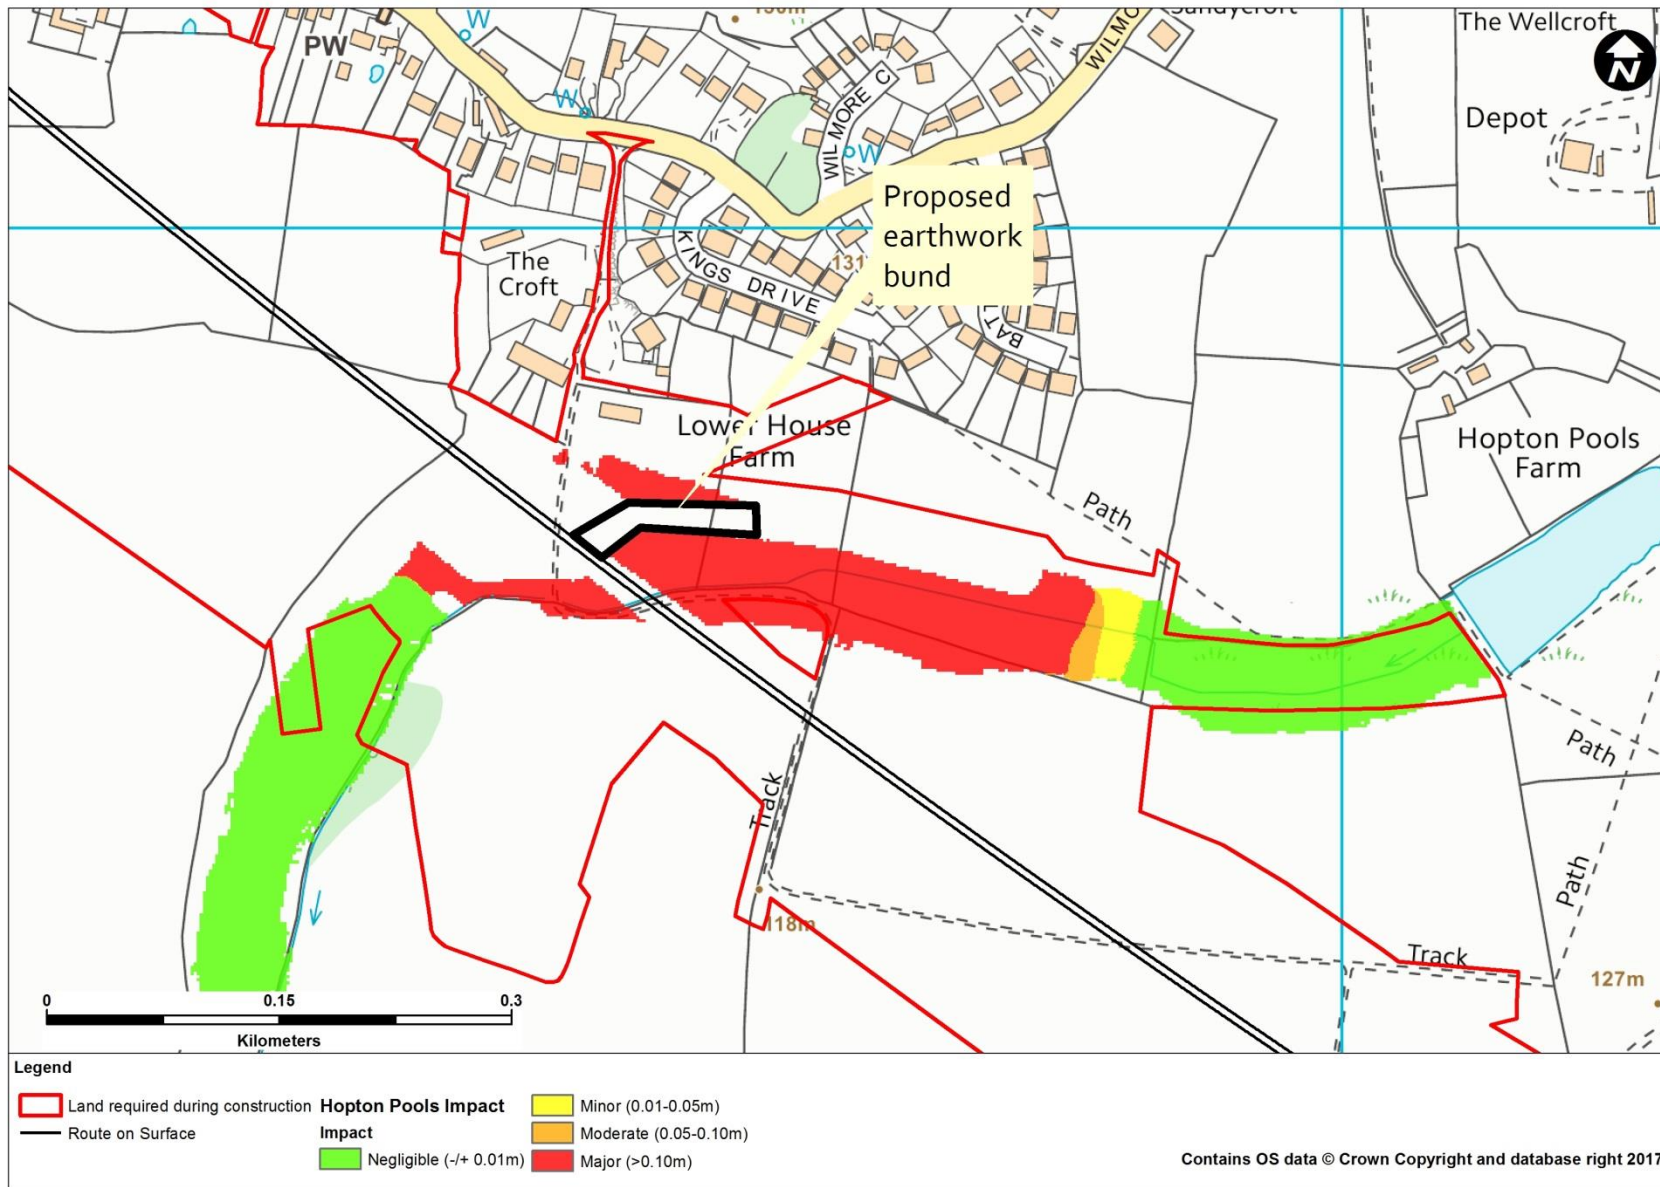 130m
Sandycroft
The Wellcroft
N
PW
W
W
W
WILMORE C
WILMO
Depot
Proposed
earthwork
bund
The
Croft
KINGS DRIVE
131
BATT
Lower House
Farm
Path
Hopton Pools
Farm
Path
Path
Track
118m
Track
127m
0 0.15 0.3
Kilometers
Legend
Land required during construction
Route on Surface
Hopton Pools Impact
Impact
Negligible (-/+ 0.01m)
Minor (0.01-0.05m)
Moderate (0.05-0.10m)
Major (>0.10m)
Contains OS data © Crown Copyright and database right 2017